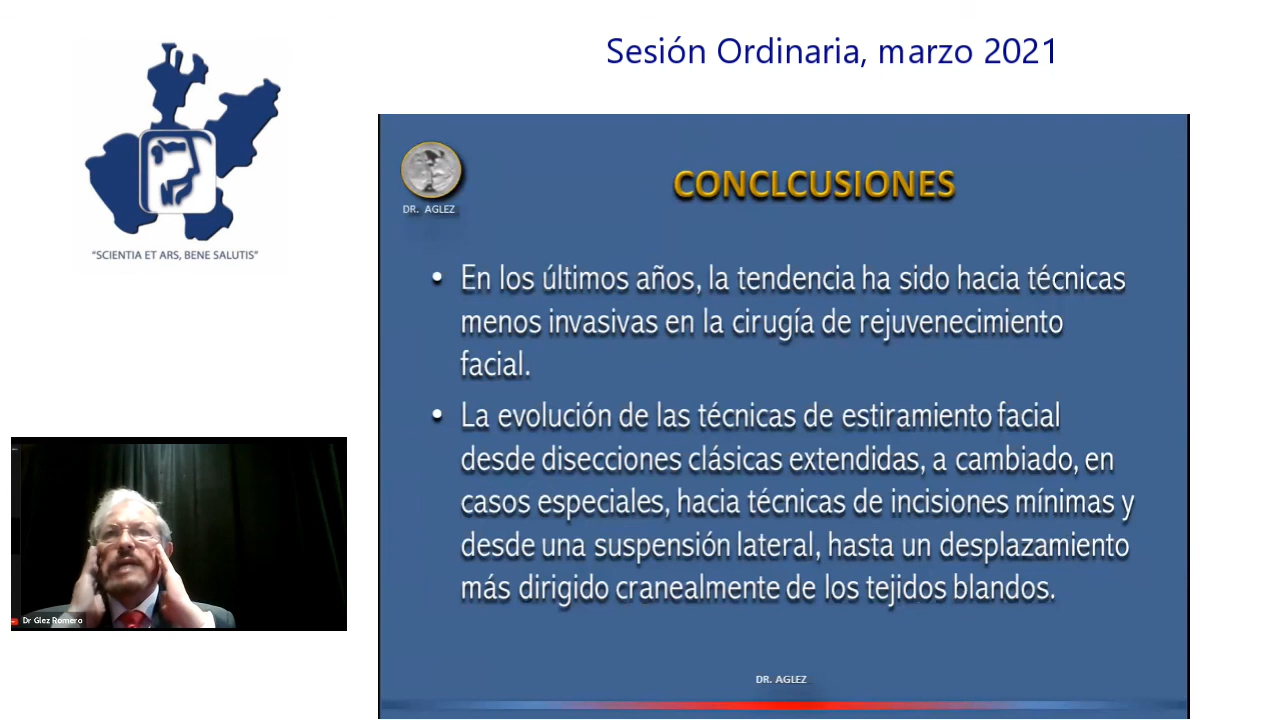 Sesión Ordinaria, marzo 2021
"SCIENTIA ET ARS, BENE SALUTIS"
DR. AGLEZ
CONCLCUSIONES
• En los últimos años, la tendencia ha sido hacia técnicas
menos invasivas en la cirugía de rejuvenecimiento
facial.
• La evolución de las técnicas de estiramiento facial
desde disecciones clásicas extendidas, a cambiado, en
casos especiales, hacia técnicas de incisiones mínimas y
desde una suspensión lateral, hasta un desplazamiento
más dirigido cranealmente de los tejidos blandos.
DR. AGLEZ
Dr Glez Romero